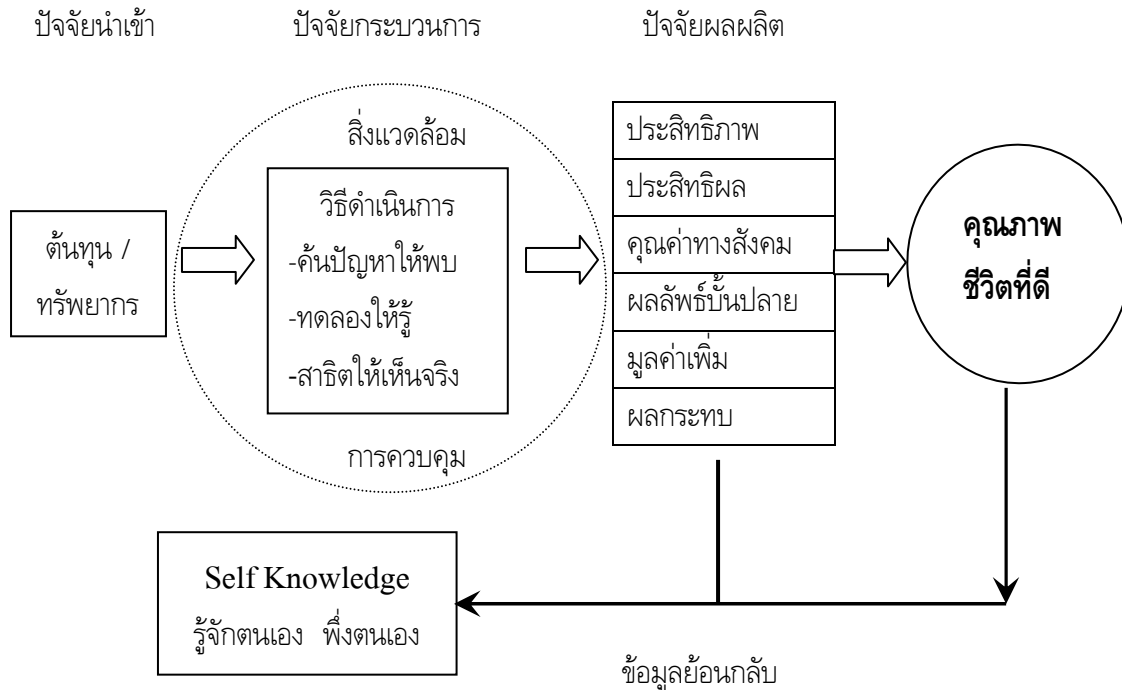 ปัจจัยนำเข้า
ปัจจัยกระบวนการ
ปัจจัยผลผลิต
ต้นทุน /
ทรัพยากร
สิ่งแวดล้อม
วิธีดำเนินการ
-ค้นปัญหาให้พบ
-ทดลองให้รู้
-สาธิตให้เห็นจริง
การควบคุม
ประสิทธิภาพ
ประสิทธิผล
คุณค่าทางสังคม
ผลลัพธ์บั้นปลาย
มูลค่าเพิ่ม
ผลกระทบ
คุณภาพ
ชีวิตที่ดี
Self Knowledge
รู้จักตนเอง พึ่งตนเอง
ข้อมูลย้อนกลับ